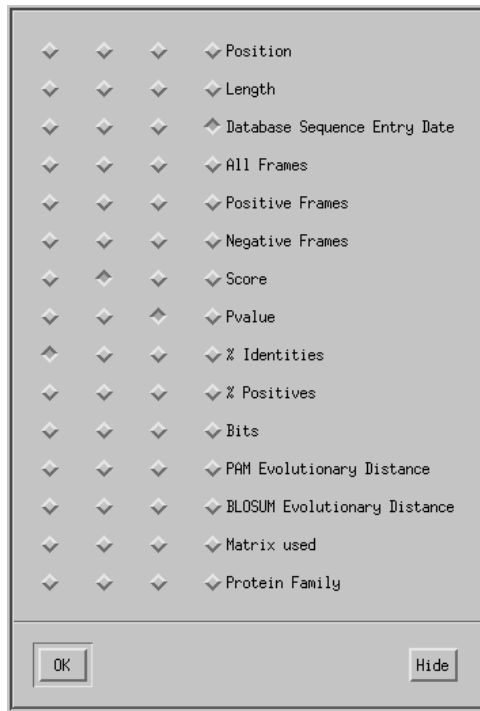 Position
Length
Database Sequence Entry Date
All Frames
Positive Frames
Negative Frames
Score
Pvalue
% Identities
% Positives
Bits
PAM Evolutionary Distance
BLOSUM Evolutionary Distance
Matrix used
Protein Family
OK Hide